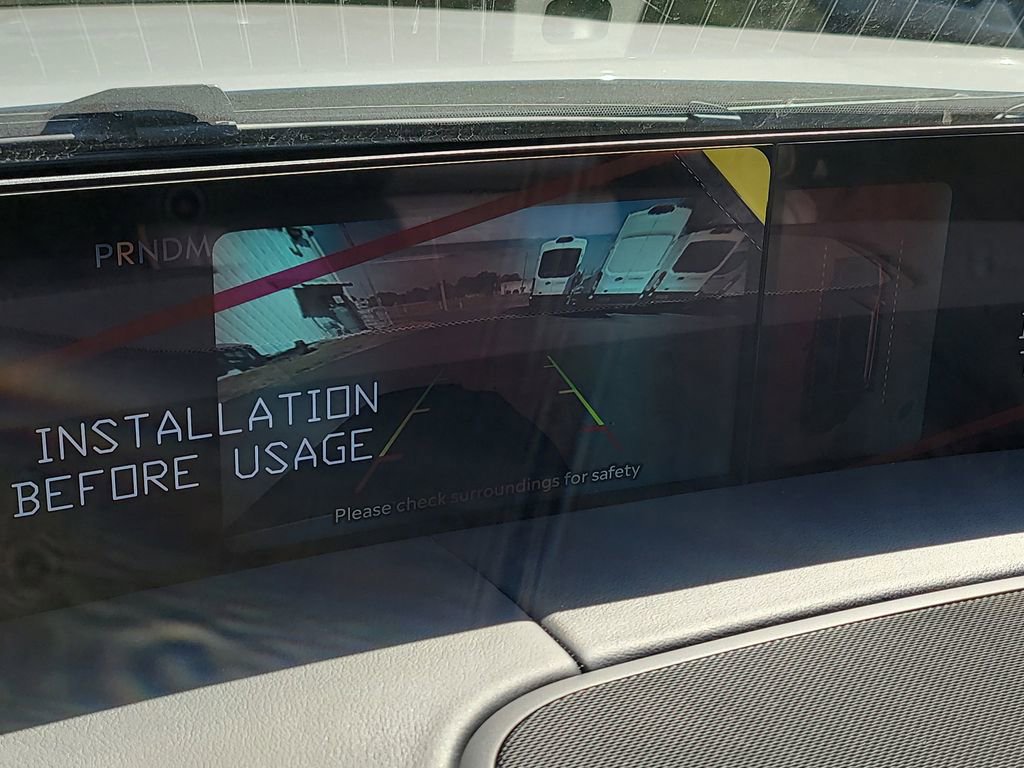 PRNDM
INSTALLATION
BEFORE USAGE
Please check surroundings for safety